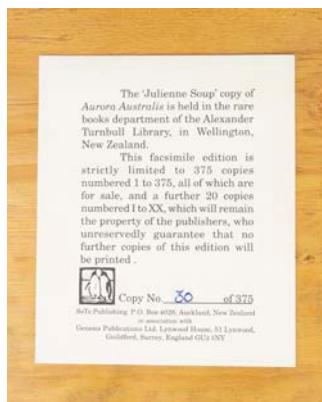 The 'Julienne Soup' copy of
Aurora Australis is held in the rare
books department of the Alexander
Turnbull Library, in Wellington,
New Zealand.
This facsimile edition is
strictly limited to 375 copies
numbered 1 to 375, all of which are
for sale, and a further 20 copies
numbered I to XX, which will remain
the property of the publishers, who
unreservedly guarantee that no
further copies of this edition will
be printed .
Copy No. 30 of 375
SeTo Publishing P.O. Box 4028, Auckland, New Zealand
in association with
Genesis Publications Ltd. Lynwood House, 51 Lynwood,
Guildford, Surrey, England GU2 5NY